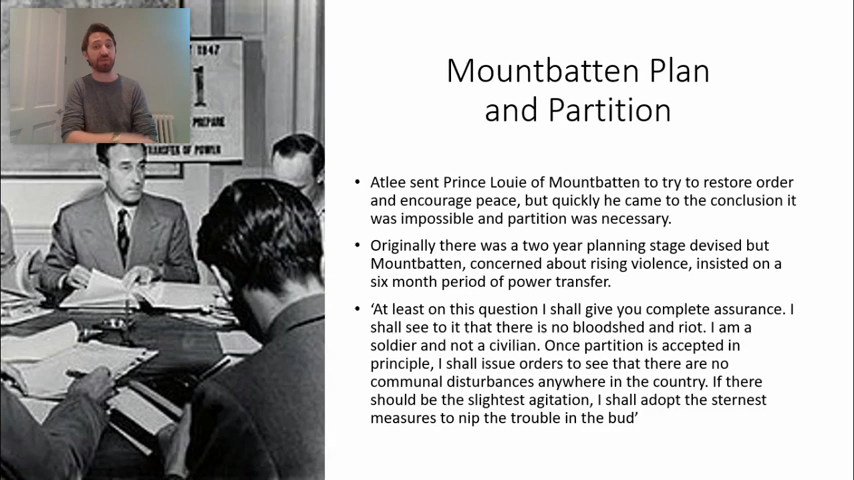 1947
PREPARE
TRANSFER OF POWER
Mountbatten Plan
and Partition
• Atlee sent Prince Louie of Mountbatten to try to restore order
and encourage peace, but quickly he came to the conclusion it
was impossible and partition was necessary.
• Originally there was a two year planning stage devised but
Mountbatten, concerned about rising violence, insisted on a
six month period of power transfer.
• ‘At least on this question I shall give you complete assurance. I
shall see to it that there is no bloodshed and riot. I am a
soldier and not a civilian. Once partition is accepted in
principle, I shall issue orders to see that there are no
communal disturbances anywhere in the country. If there
should be the slightest agitation, I shall adopt the sternest
measures to nip the trouble in the bud’